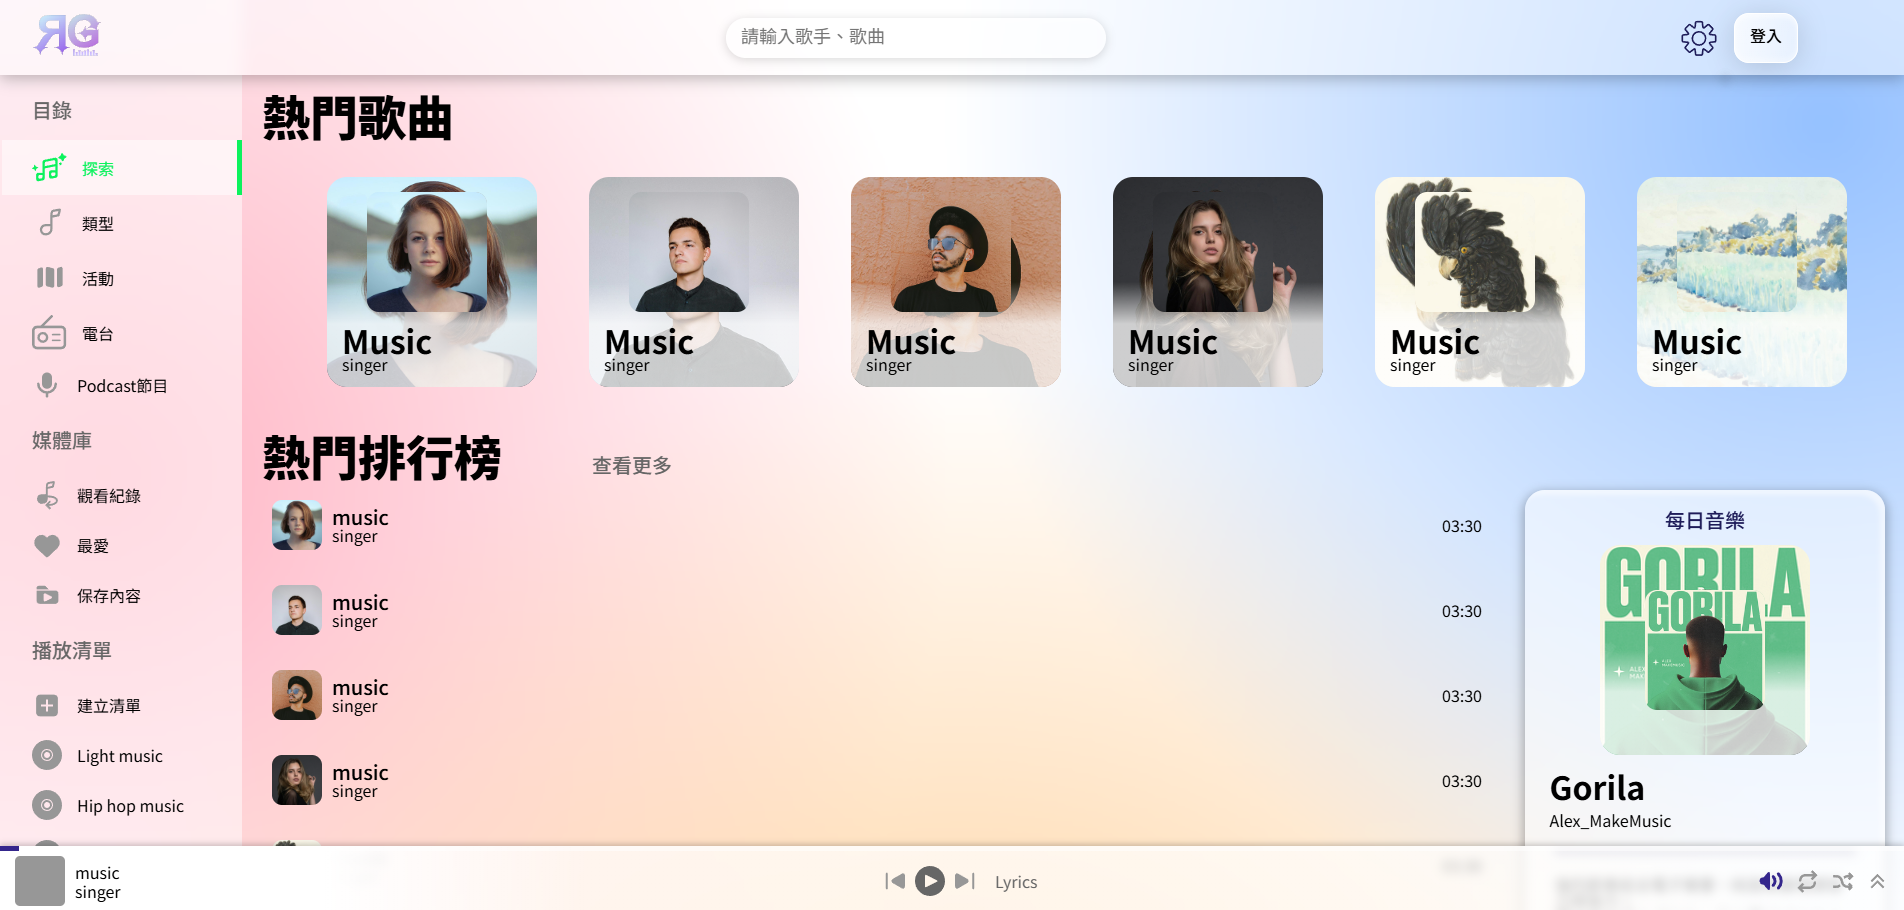 RG
請輸入歌手、歌曲
登入
目錄
探索
類型
活動
電台
Podcast節目
媒體庫
觀看紀錄
最愛
保存內容
播放清單
建立清單
Light music
Hip hop music
熱門歌曲
Music
singer
Music
singer
Music
singer
Music
singer
Music
singer
Music
singer
熱門排行榜
查看更多
music
singer
03:30
music
singer
03:30
music
singer
03:30
music
singer
03:30
每日音樂
GORILA
GORILA
Gorila
Alex_MakeMusic
music
singer
Lyrics